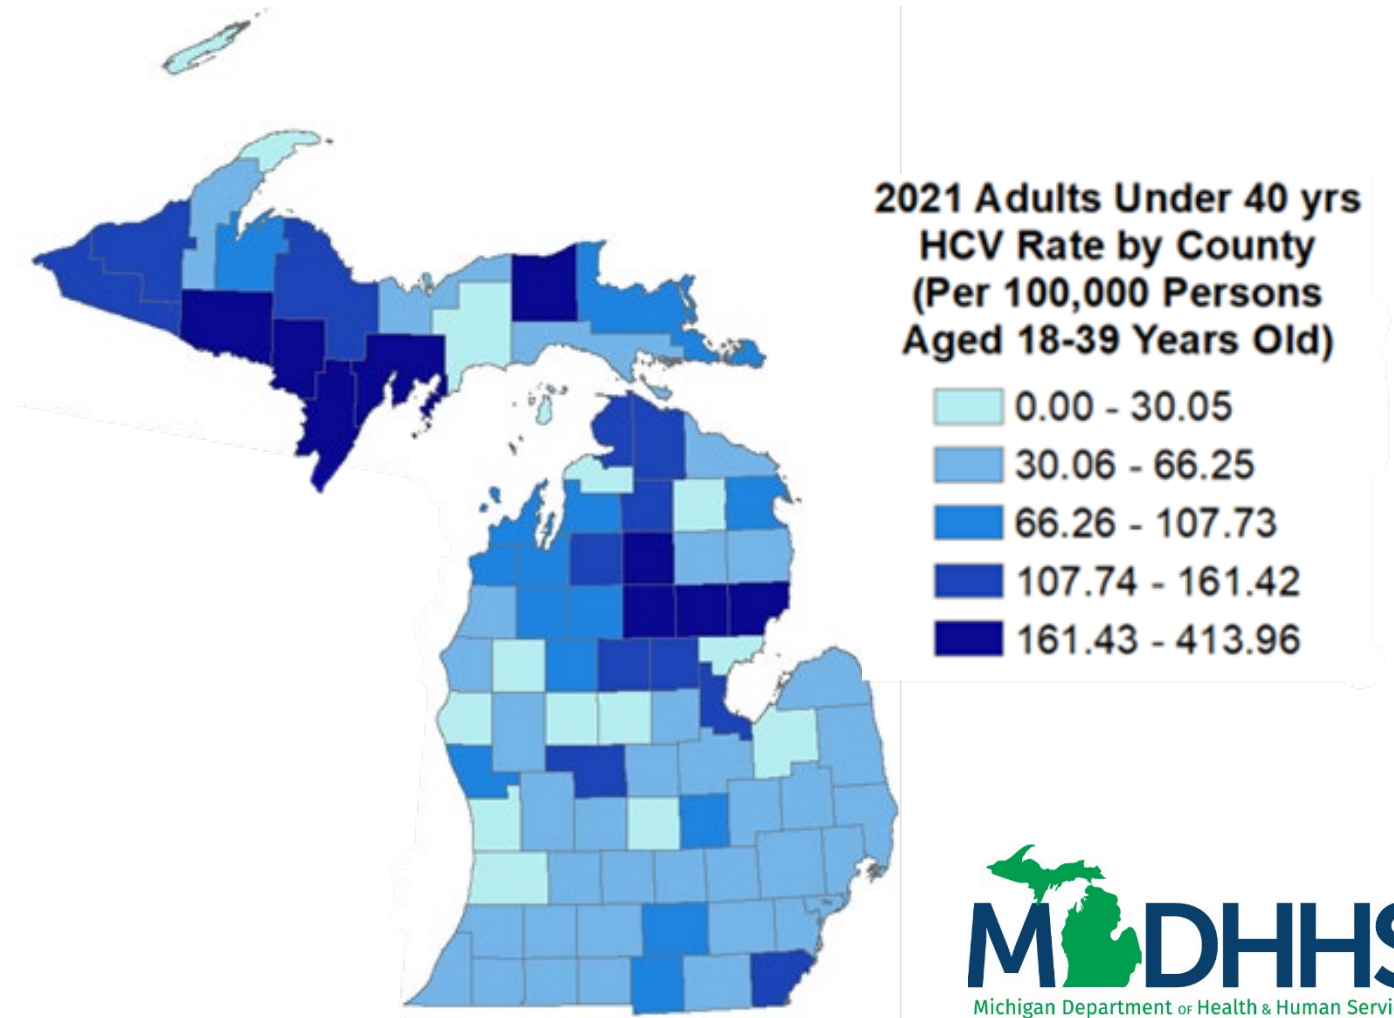 2021 Adults Under 40 yrs
HCV Rate by County
(Per 100,000 Persons
Aged 18-39 Years Old)
0.00 - 30.05
30.06 - 66.25
66.26 - 107.73
107.74 - 161.42
161.43 - 413.96
M DHHS
Michigan Department of Health & Human Servi